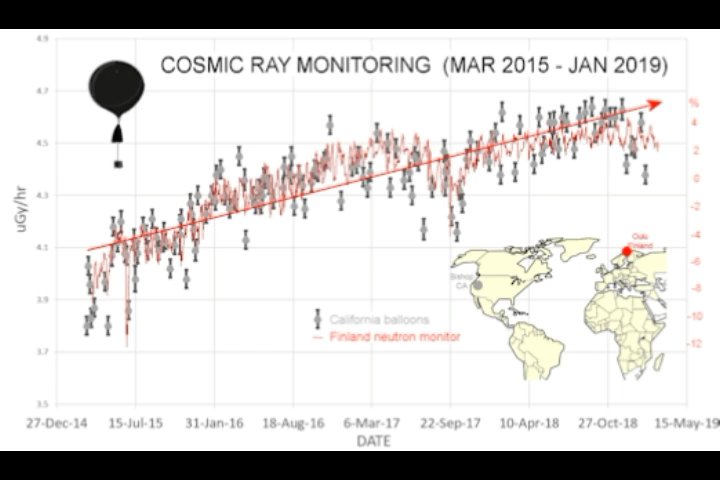 COSMIC RAY MONITORING (MAR 2015 - JAN 2019)
4.9
4.7
4.5
4.3
4.1
3.9
3.7
3.5
uGy/hr
%
4
2
0
-2
-4
-6
-8
-10
-12
Oulu
Finland
Bishop
CA
California balloons
Finland neutron monitor
27-Dec-14 15-Jul-15 31-Jan-16 18-Aug-16 6-Mar-17 22-Sep-17 10-Apr-18 27-Oct-18 15-May-19
DATE